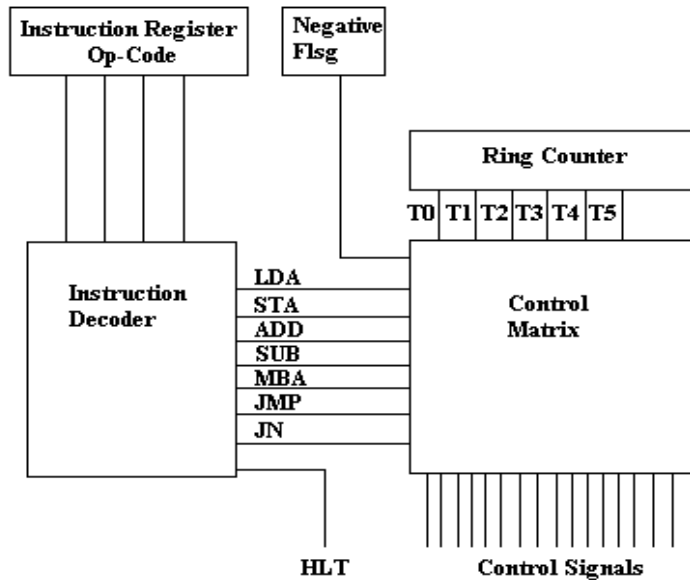 Instruction Register
Op-Code
Negative
Flsg
Ring Counter
T0 T1 T2 T3 T4 T5
Instruction
Decoder
LDA
STA
ADD
SUB
MBA
JMP
JN
Control
Matrix
HLT
Control Signals